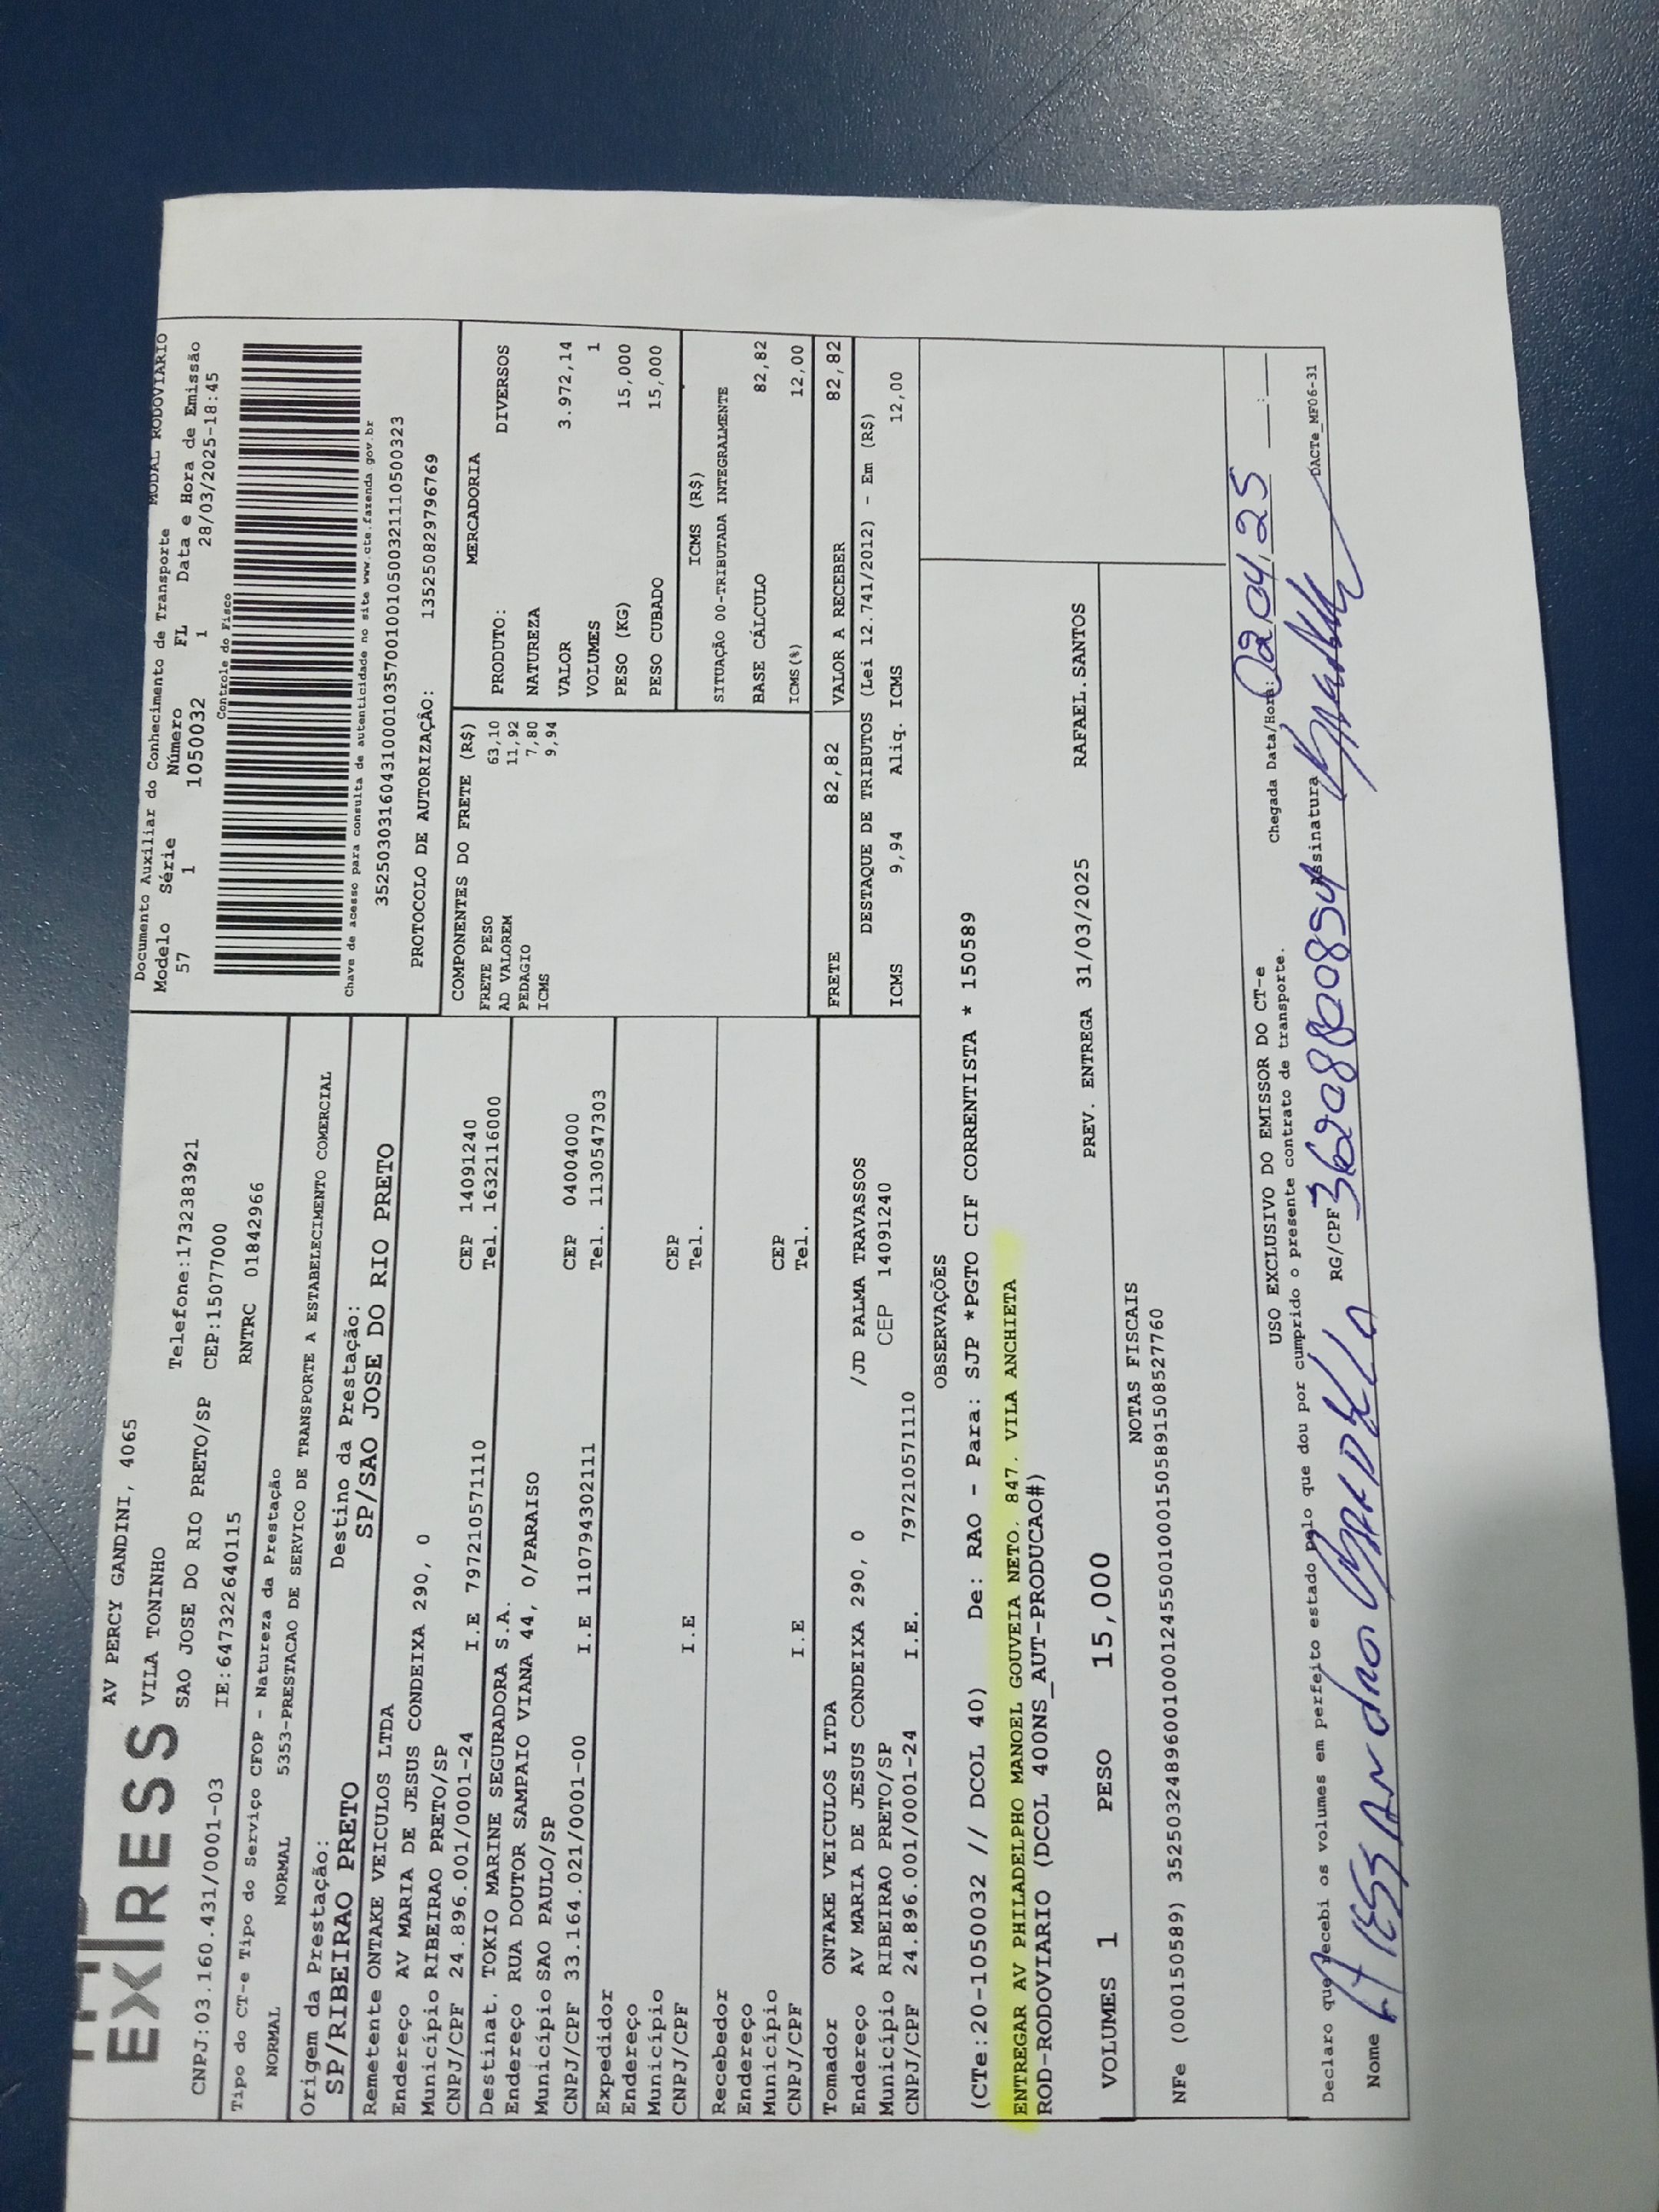 EXPRESS
AV PERCY GANDINI, 4065
VILA TONINHO
SAO JOSE DO RIO PRETO/SP
Telefone:1732383921
CEP:15077000
CNPJ:03.160.431/0001-03 IE:647322640115 RNTRC 01842966
Tipo do CT-e Tipo do Serviço CFOP - Natureza da Prestação
NORMAL NORMAL 5353-PRESTACAO DE SERVICO DE TRANSPORTE A ESTABELECIMENTO COMERCIAL
Origem da Prestação: Destino da Prestação:
SP/RIBEIRAO PRETO SP/SAO JOSE DO RIO PRETO
Documento Auxiliar do Conhecimento de Transporte MODAL RODOVIARIO
Modelo Série Número FL Data e Hora de Emissão
57 1 1050032 1 28/03/2025-18:45
Controle do Fisco
Chave de acesso para consulta de autenticidade no site www.cte.fazenda.gov.br
35250303160431000103570010010500321110500323
PROTOCOLO DE AUTORIZAÇÃO: 135250829796769
Remetente ONTAKE VEICULOS LTDA
Endereço AV MARIA DE JESUS CONDEIXA 290, 0
Município RIBEIRAO PRETO/SP CEP 14091240
CNPJ/CPF 24.896.001/0001-24 I.E 797210571110 Tel. 1632116000
Destinat. TOKIO MARINE SEGURADORA S.A.
Endereço RUA DOUTOR SAMPAIO VIANA 44, 0/PARAISO
Município SAO PAULO/SP CEP 04004000
CNPJ/CPF 33.164.021/0001-00 I.E 110794302111 Tel. 1130547303
Expedidor
Endereço
Município CEP
CNPJ/CPF I.E Tel.
Recebedor
Endereço
Município CEP
CNPJ/CPF I.E Tel.
Tomador ONTAKE VEICULOS LTDA
Endereço AV MARIA DE JESUS CONDEIXA 290, 0 /JD PALMA TRAVASSOS
Município RIBEIRAO PRETO/SP CEP 14091240
CNPJ/CPF 24.896.001/0001-24 I.E. 797210571110
COMPONENTES DO FRETE (R$)
FRETE PESO 63,10
AD VALOREM 11,92
PEDAGIO 7,80
ICMS 9,94
MERCADORIA
PRODUTO: DIVERSOS
NATUREZA
VALOR 3.972,14
VOLUMES 1
PESO (KG) 15,000
PESO CUBADO 15,000
ICMS (R$)
SITUAÇÃO 00-TRIBUTADA INTEGRALMENTE
BASE CÁLCULO 82,82
ICMS(%) 12,00
FRETE 82,82 VALOR A RECEBER 82,82
DESTAQUE DE TRIBUTOS (Lei 12.741/2012) - Em (R$)
ICMS 9,94 Aliq. ICMS 12,00
OBSERVAÇÕES
(CTe:20-1050032 // DCOL 40) De: RAO - Para: SJP *PGTO CIF CORRENTISTA * 150589
ENTREGAR AV PHILADELPHO MANOEL GOUVEIA NETO. 847. VILA ANCHIETA
ROD-RODOVIARIO (DCOL 400NS_AUT-PRODUCAO#)
PREV. ENTREGA 31/03/2025 RAFAEL.SANTOS
VOLUMES 1 PESO 15,000
NOTAS FISCAIS
NFe (000150589) 35250324896001000124550010001505891508527760
USO EXCLUSIVO DO EMISSOR DO CT-e
Chegada Data/Hora: 02,04,25 __:__
Declaro que recebi os volumes em perfeito estado pelo que dou por cumprido o presente contrato de transporte.
Nome RG/CPF Assinatura
DACTe_MF06-31